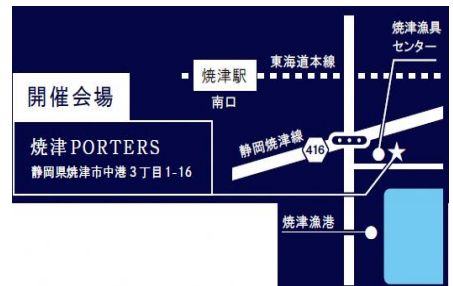 焼津漁具
センター
東海道本線
焼津駅
南口
開催会場
静岡焼津線
416
焼津PORTERS
静岡県焼津市中港3丁目1-16
焼津漁港